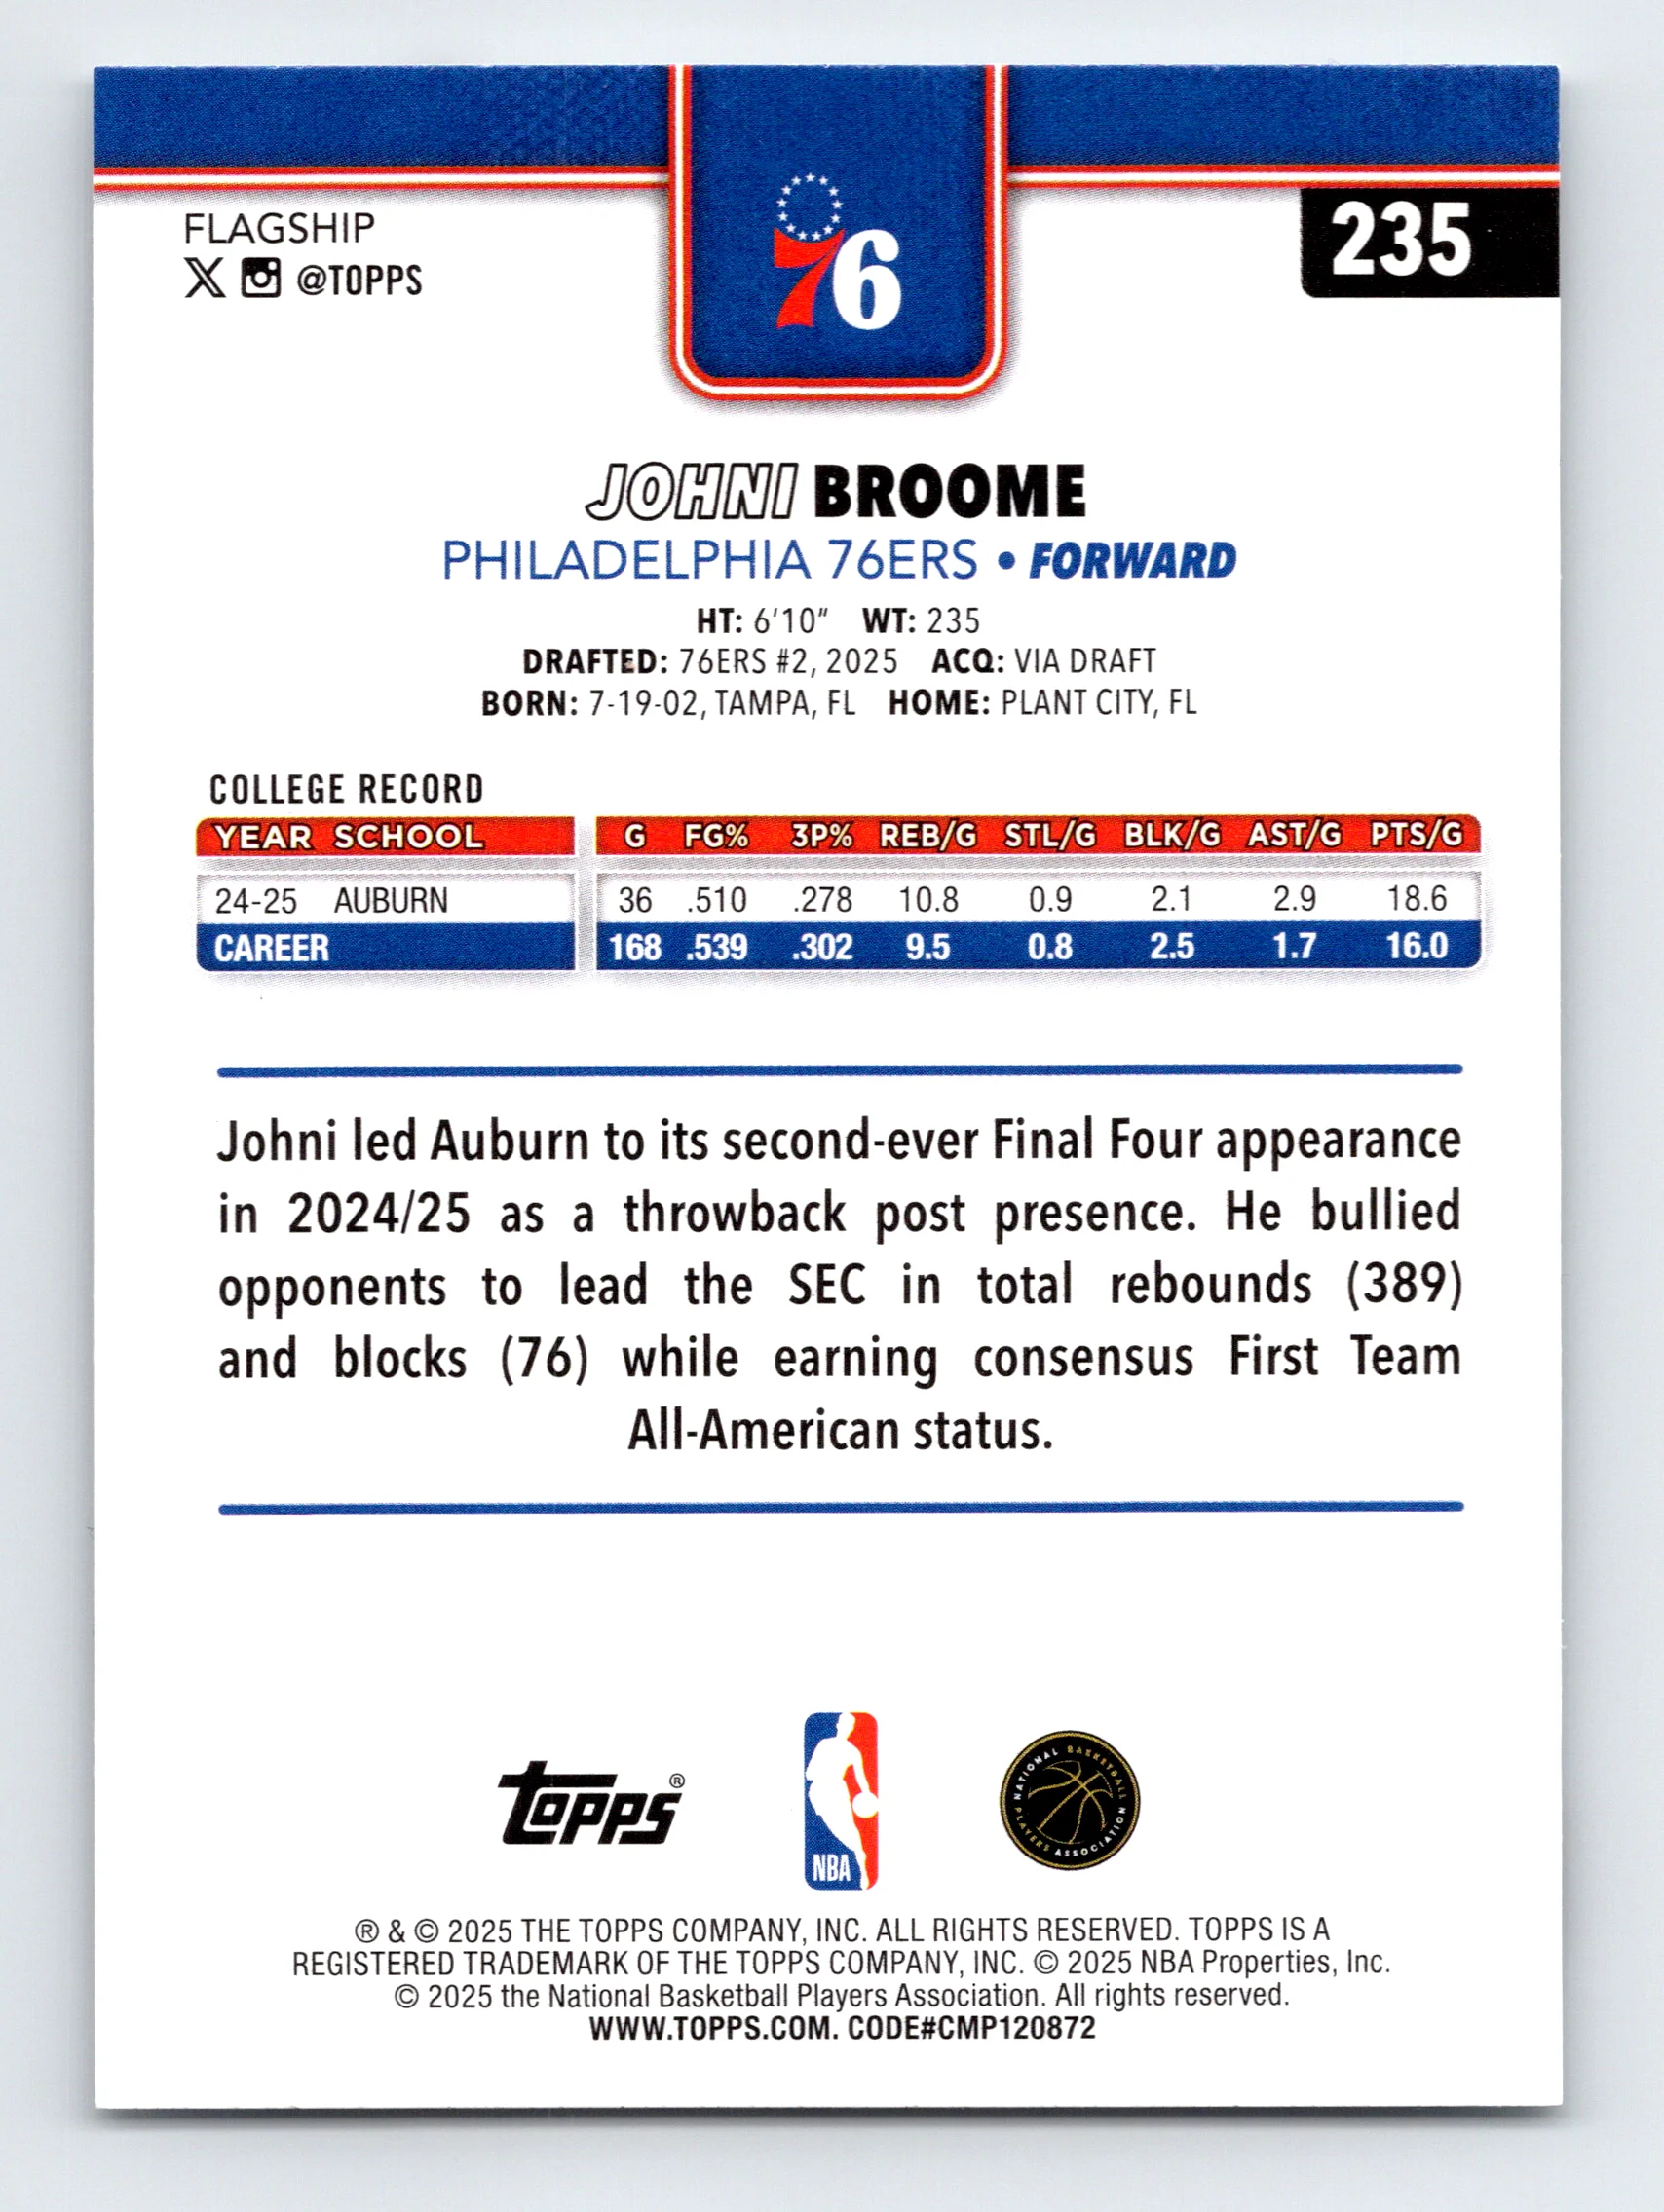 FLAGSHIP
X @TOPPS
76
235
JOHNI BROOME
PHILADELPHIA 76ERS • FORWARD
HT: 6'10" WT: 235
DRAFTED: 76ERS #2, 2025 ACQ: VIA DRAFT
BORN: 7-19-02, TAMPA, FL HOME: PLANT CITY, FL
COLLEGE RECORD
YEAR SCHOOL G FG% 3P% REB/G STL/G BLK/G AST/G PTS/G
24-25 AUBURN 36 .510 .278 10.8 0.9 2.1 2.9 18.6
CAREER 168 .539 .302 9.5 0.8 2.5 1.7 16.0
Johni led Auburn to its second-ever Final Four appearance
in 2024/25 as a throwback post presence. He bullied
opponents to lead the SEC in total rebounds (389)
and blocks (76) while earning consensus First Team
All-American status.
Topps®
NBA
NATIONAL BASKETBALL PLAYERS ASSOCIATION
® & © 2025 THE TOPPS COMPANY, INC. ALL RIGHTS RESERVED. TOPPS IS A
REGISTERED TRADEMARK OF THE TOPPS COMPANY, INC. © 2025 NBA Properties, Inc.
© 2025 the National Basketball Players Association. All rights reserved.
WWW.TOPPS.COM. CODE#CMP120872